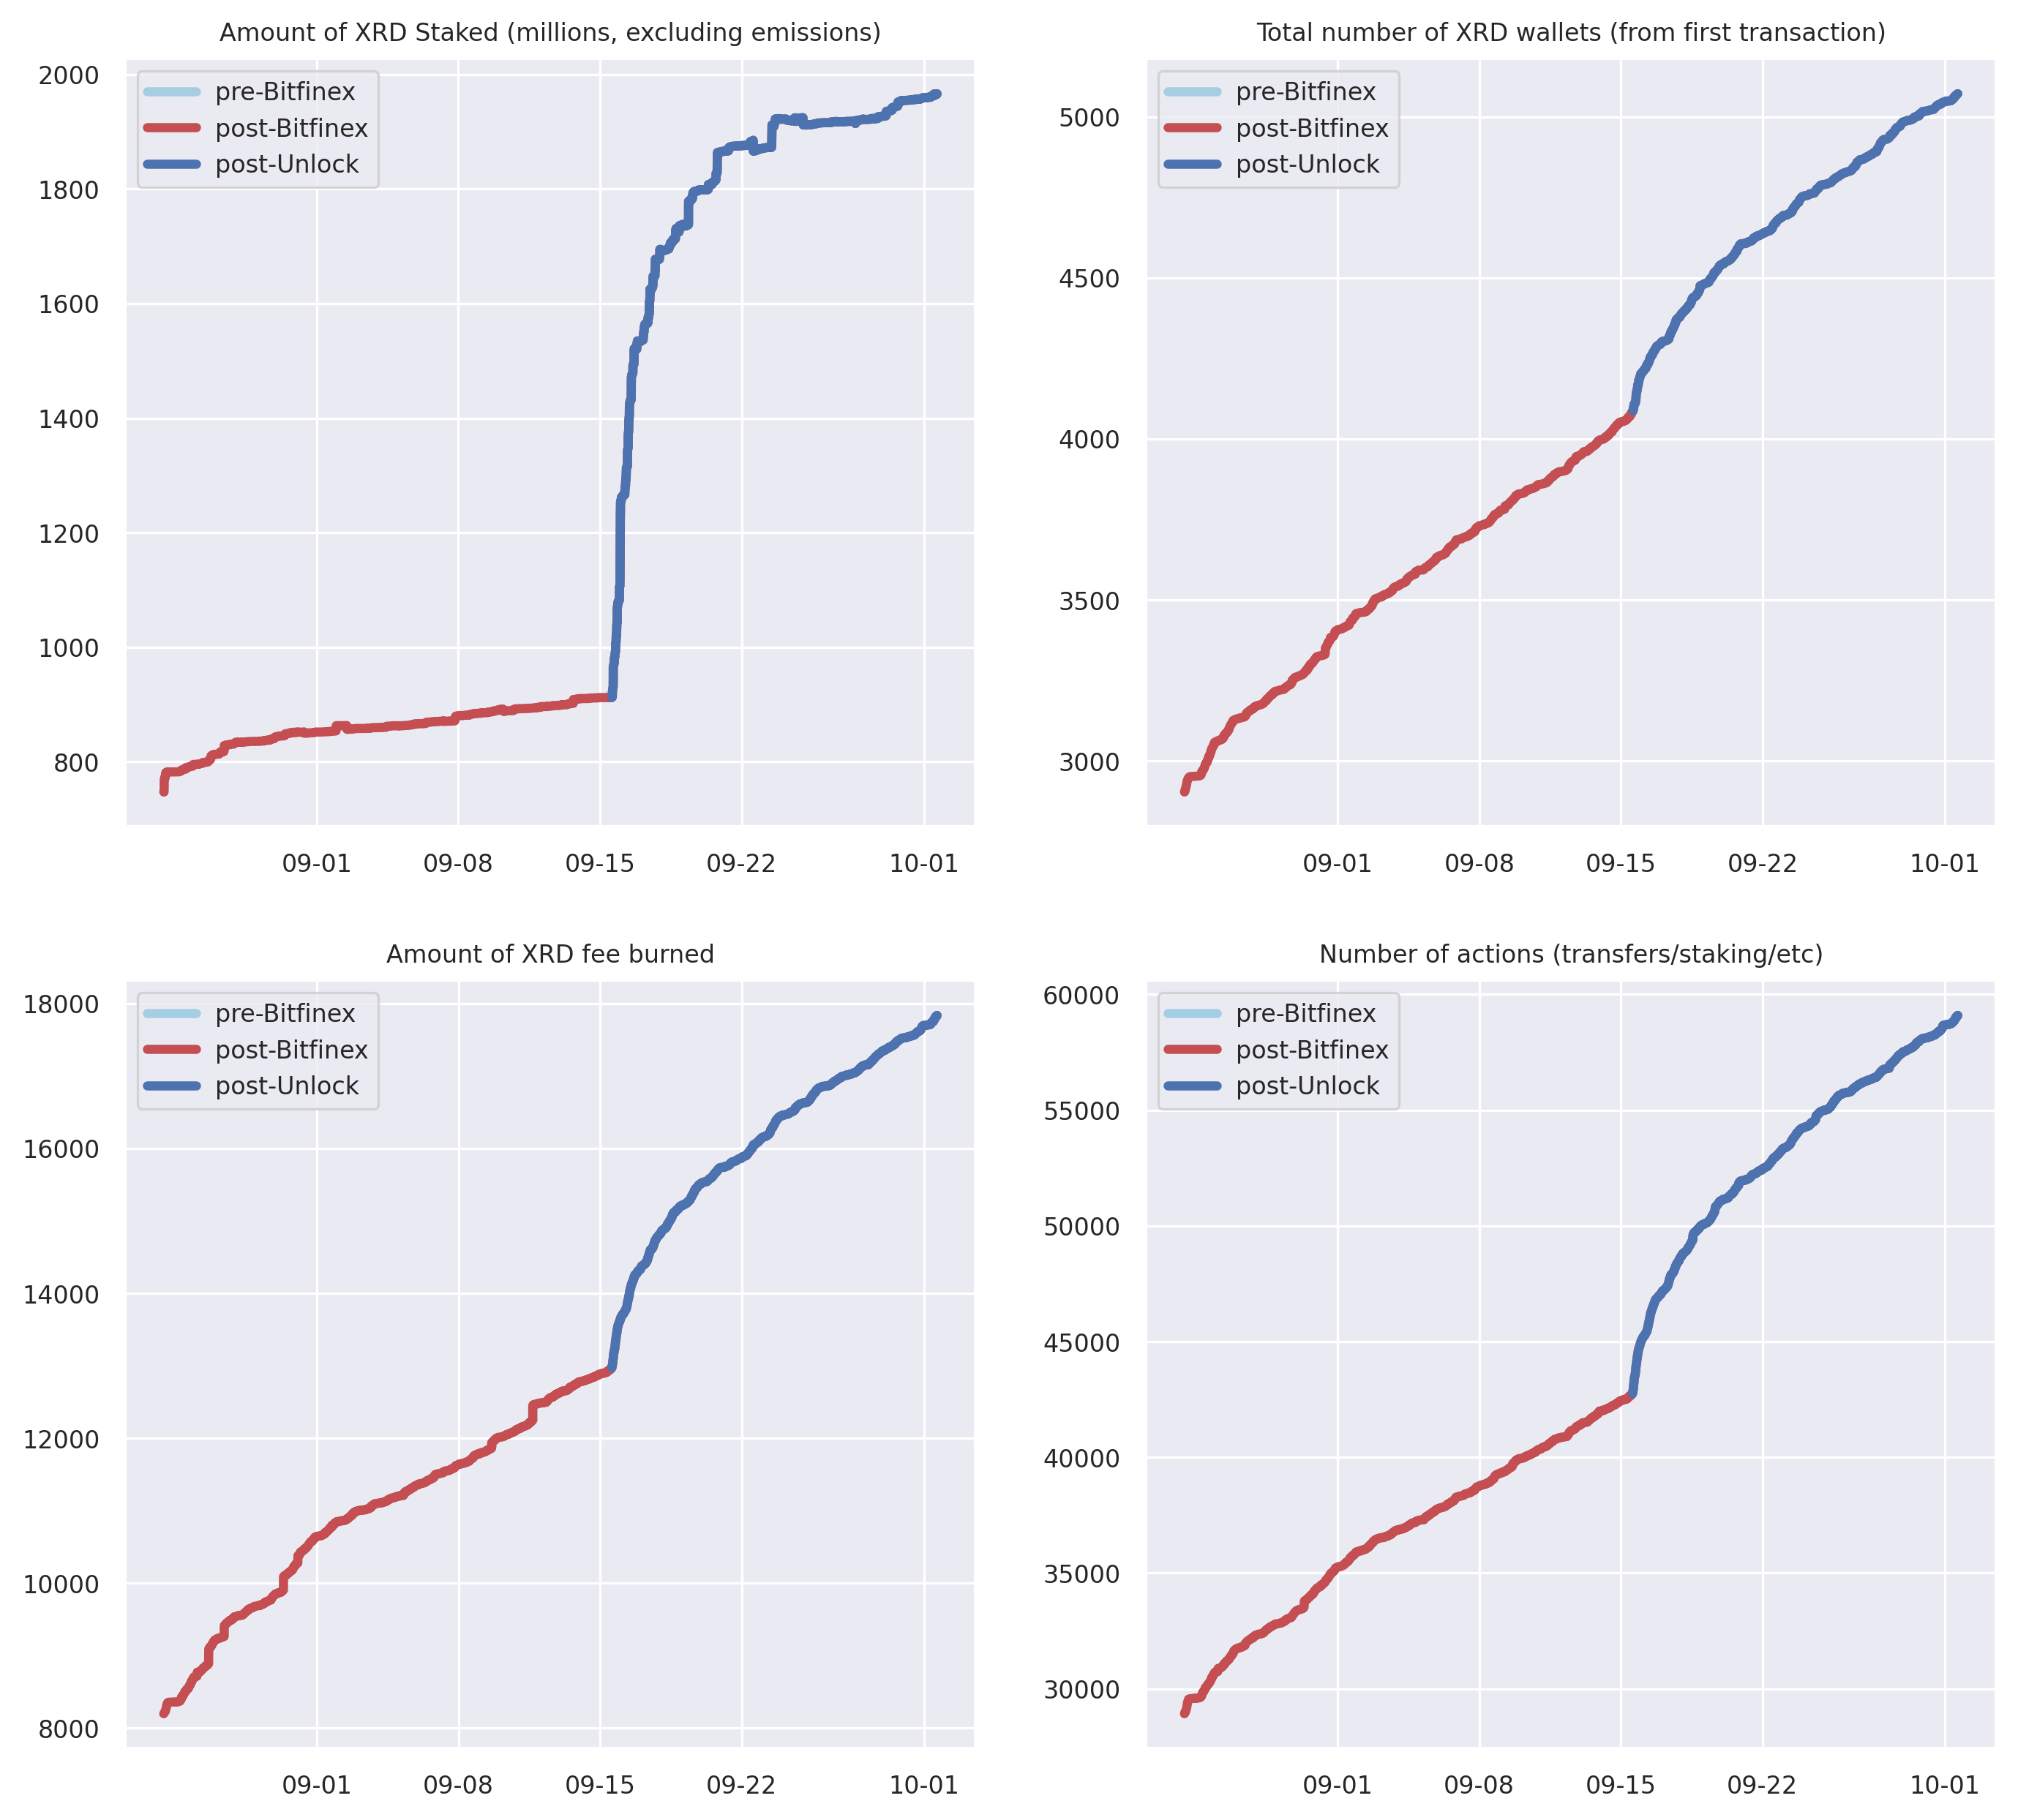 Amount of XRD Staked (millions, excluding emissions)
2000
1800
1600
1400
1200
1000
800
pre-Bitfinex
post-Bitfinex
post-Unlock
09-01 09-08 09-15 09-22 10-01
Total number of XRD wallets (from first transaction)
5000
4500
4000
3500
3000
pre-Bitfinex
post-Bitfinex
post-Unlock
09-01 09-08 09-15 09-22 10-01
Amount of XRD fee burned
18000
16000
14000
12000
10000
8000
pre-Bitfinex
post-Bitfinex
post-Unlock
09-01 09-08 09-15 09-22 10-01
Number of actions (transfers/staking/etc)
60000
55000
50000
45000
40000
35000
30000
pre-Bitfinex
post-Bitfinex
post-Unlock
09-01 09-08 09-15 09-22 10-01